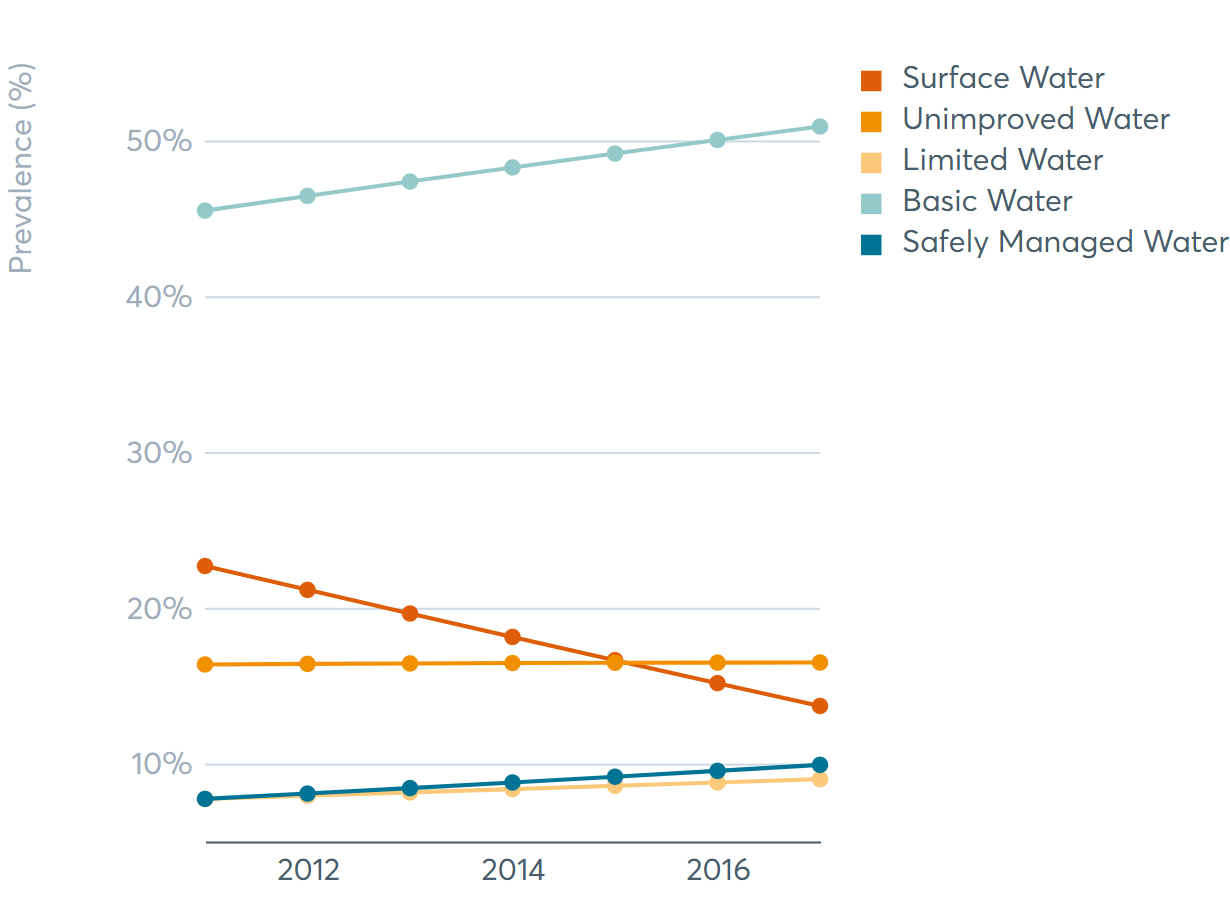 Prevalence (%)
50%
40%
30%
20%
10%
2012
2014
2016
Surface Water
Unimproved Water
Limited Water
Basic Water
Safely Managed Water